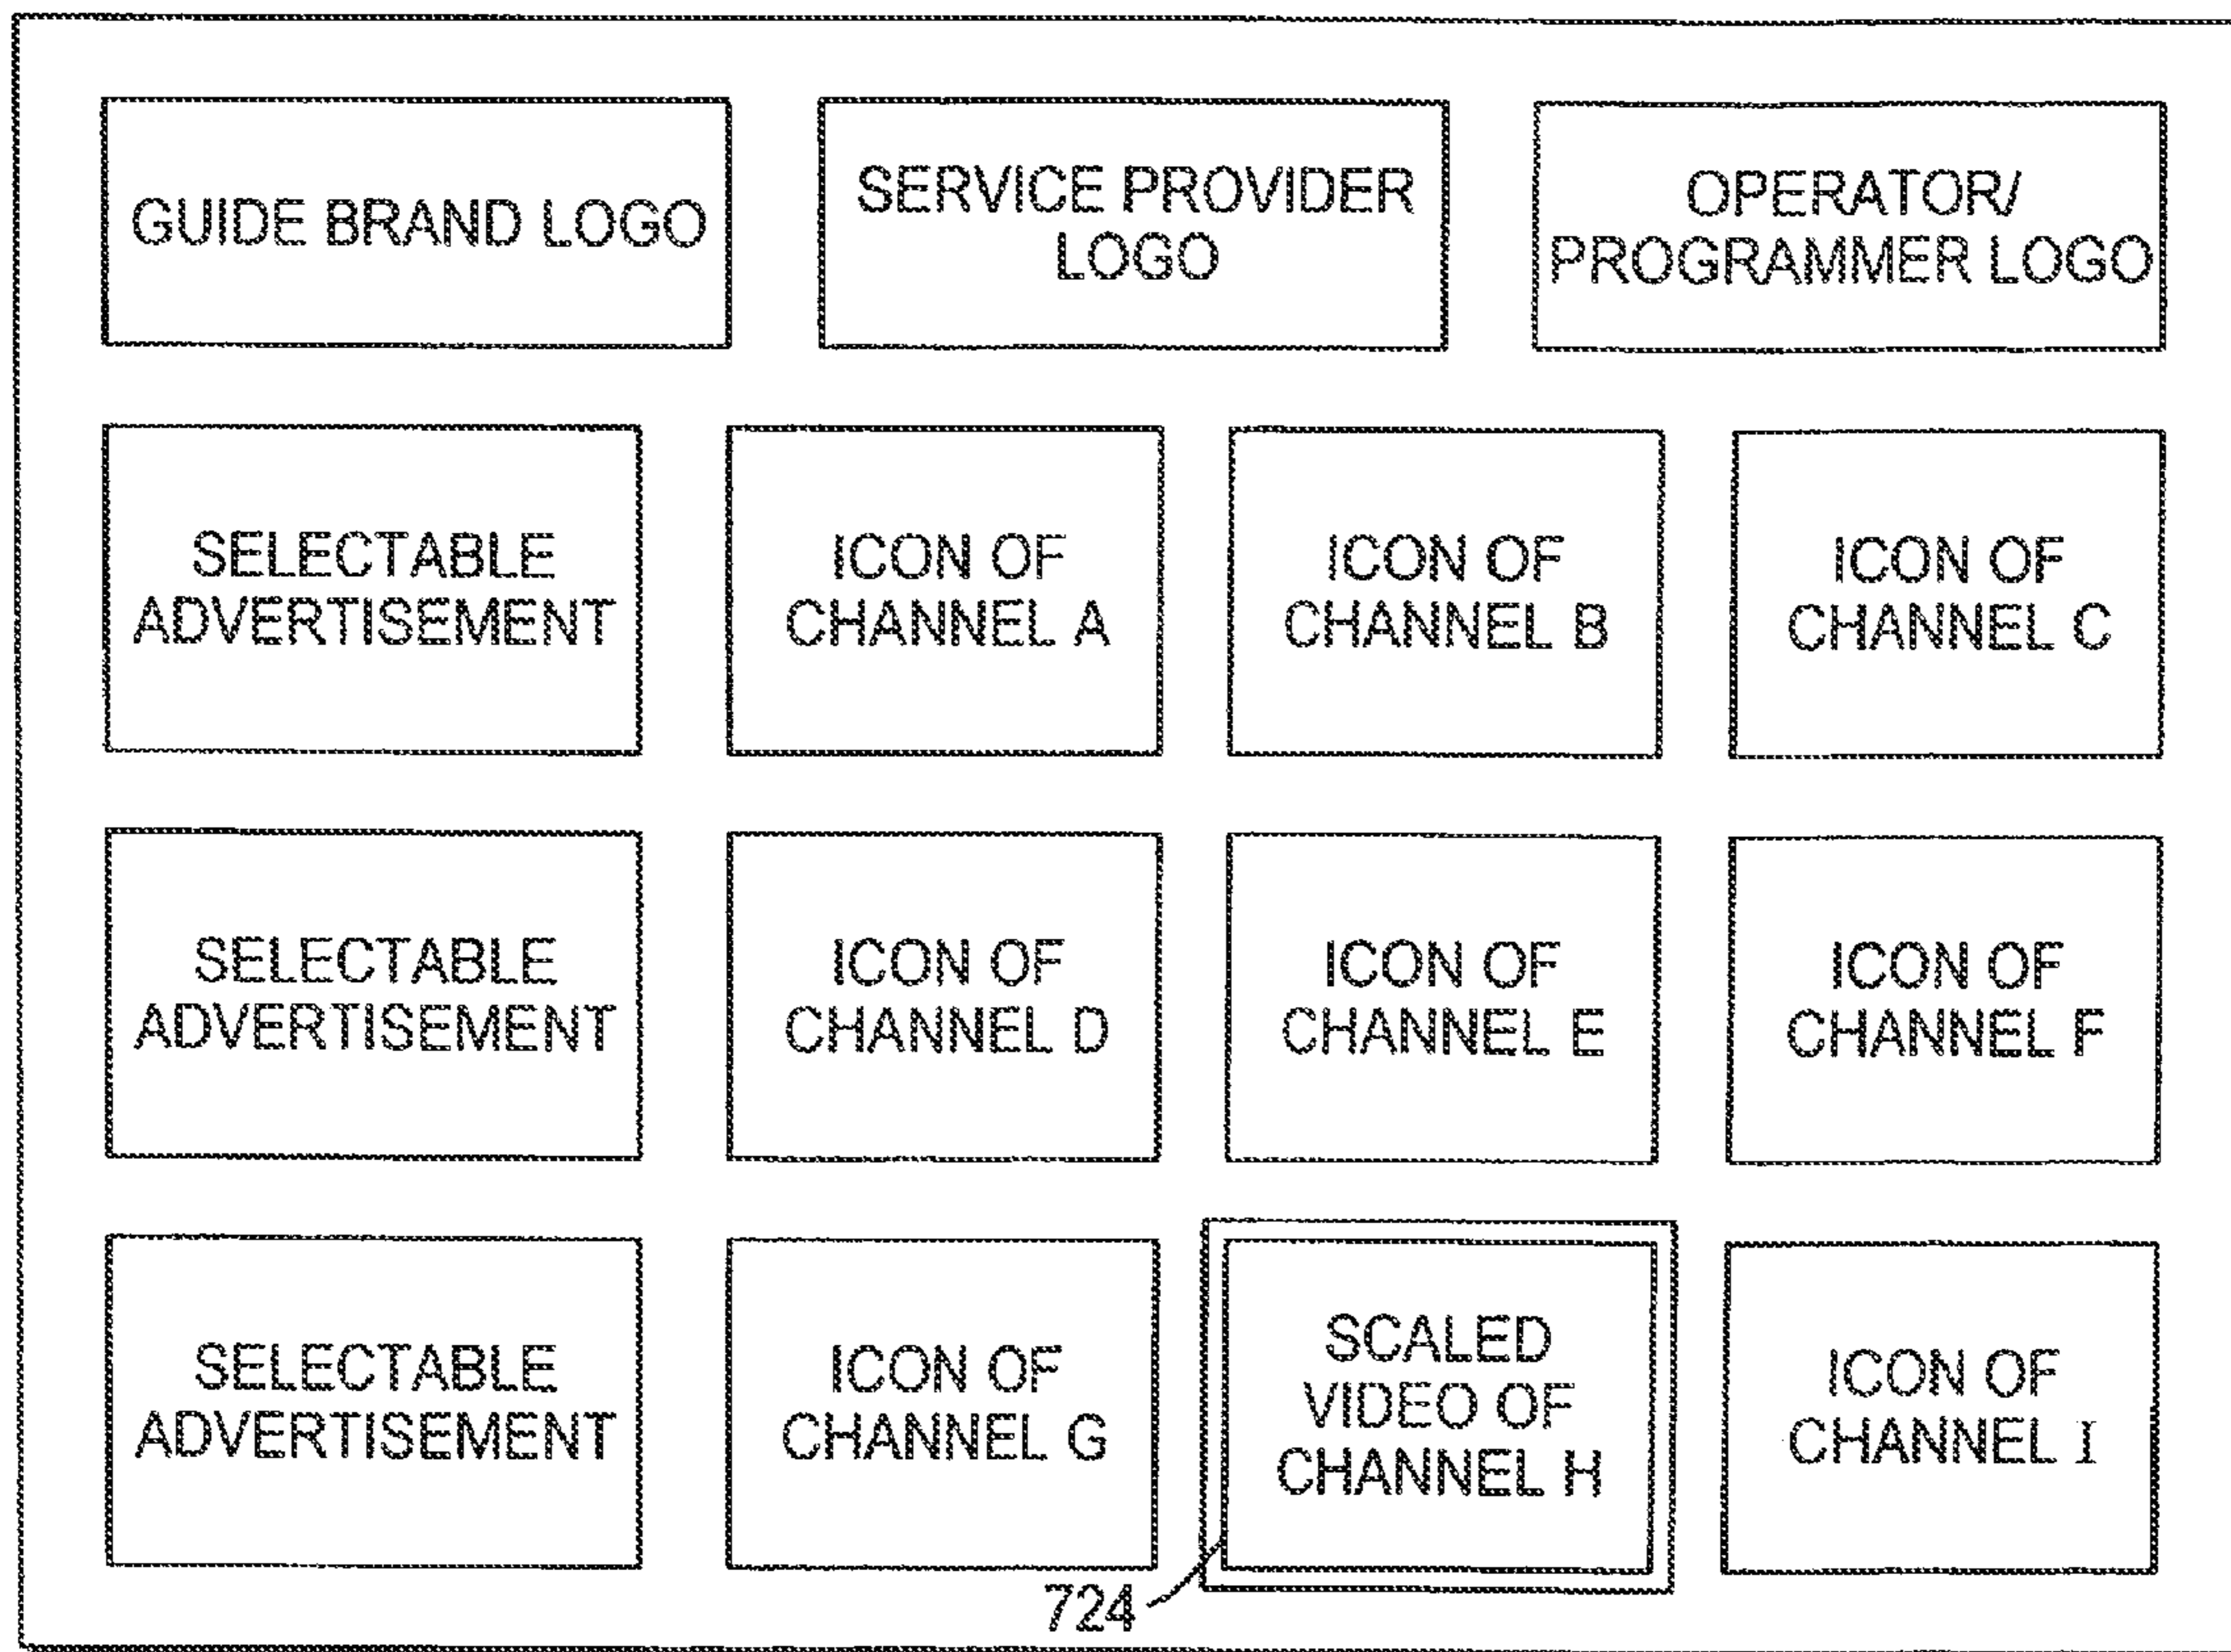 GUIDE BRAND LOGO
SERVICE PROVIDER
LOGO
OPERATOR/
PROGRAMMER LOGO
SELECTABLE
ADVERTISEMENT
ICON OF
CHANNEL A
ICON OF
CHANNEL B
ICON OF
CHANNEL C
SELECTABLE
ADVERTISEMENT
ICON OF
CHANNEL D
ICON OF
CHANNEL E
ICON OF
CHANNEL F
SELECTABLE
ADVERTISEMENT
ICON OF
CHANNEL G
SCALED
VIDEO OF
CHANNEL H
ICON OF
CHANNEL I
724